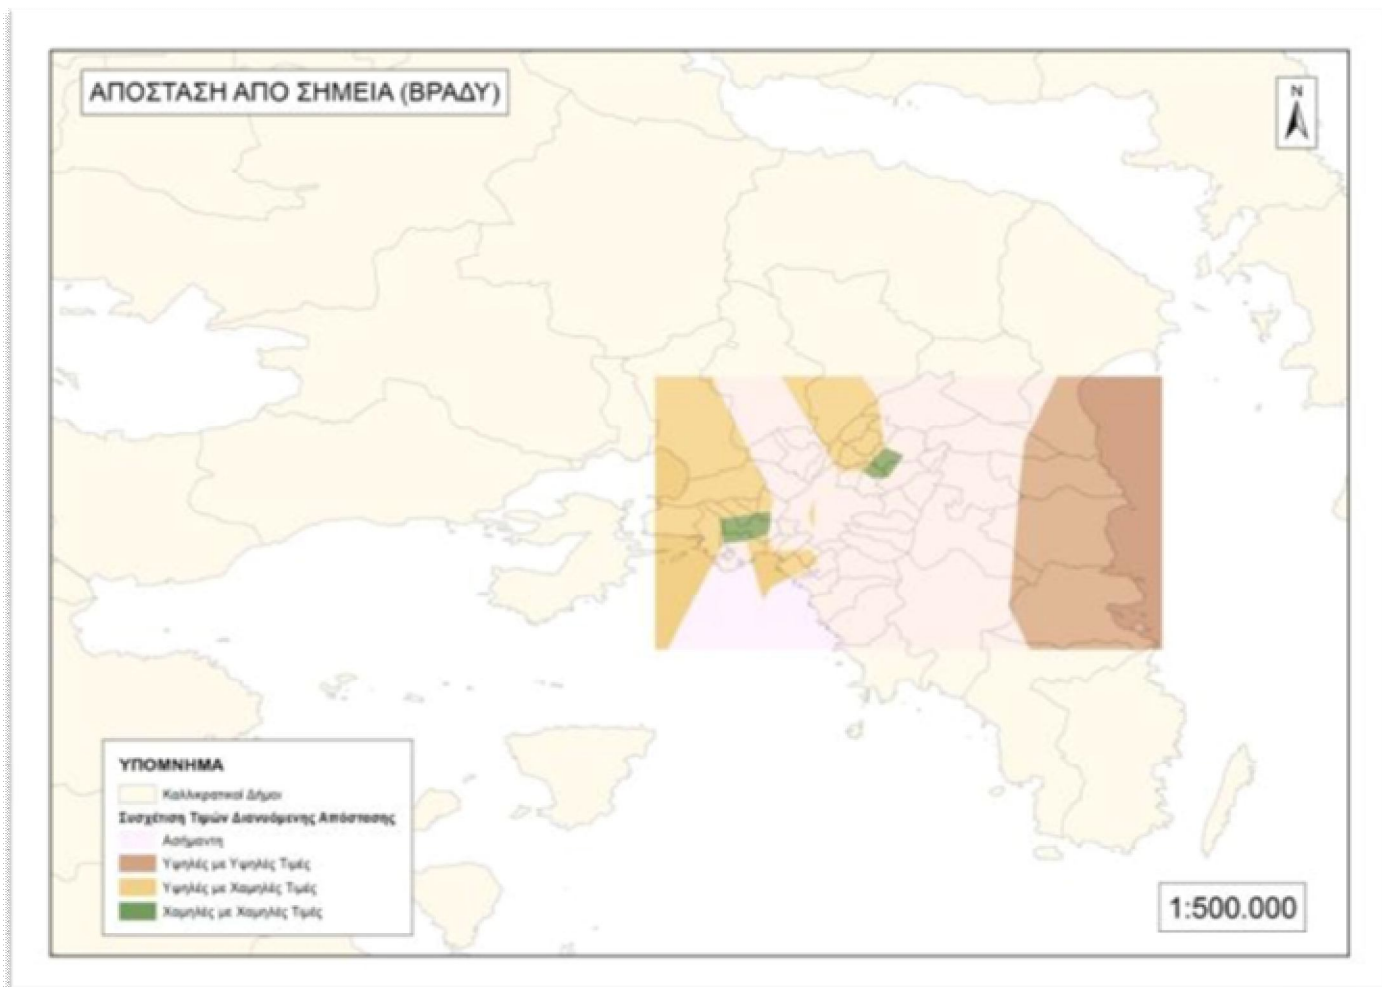 ΑΠΟΣΤΑΣΗ ΑΠΟ ΣΗΜΕΙΑ (ΒΡΑΔΥ)
N
ΥΠΟΜΝΗΜΑ
Καλλικρατικοί Δήμοι
Συσχέτιση Τιμών Διανυόμενης Απόστασης
Ασήμαντη
Υψηλές με Υψηλές Τιμές
Υψηλές με Χαμηλές Τιμές
Χαμηλές με Χαμηλές Τιμές
1:500.000